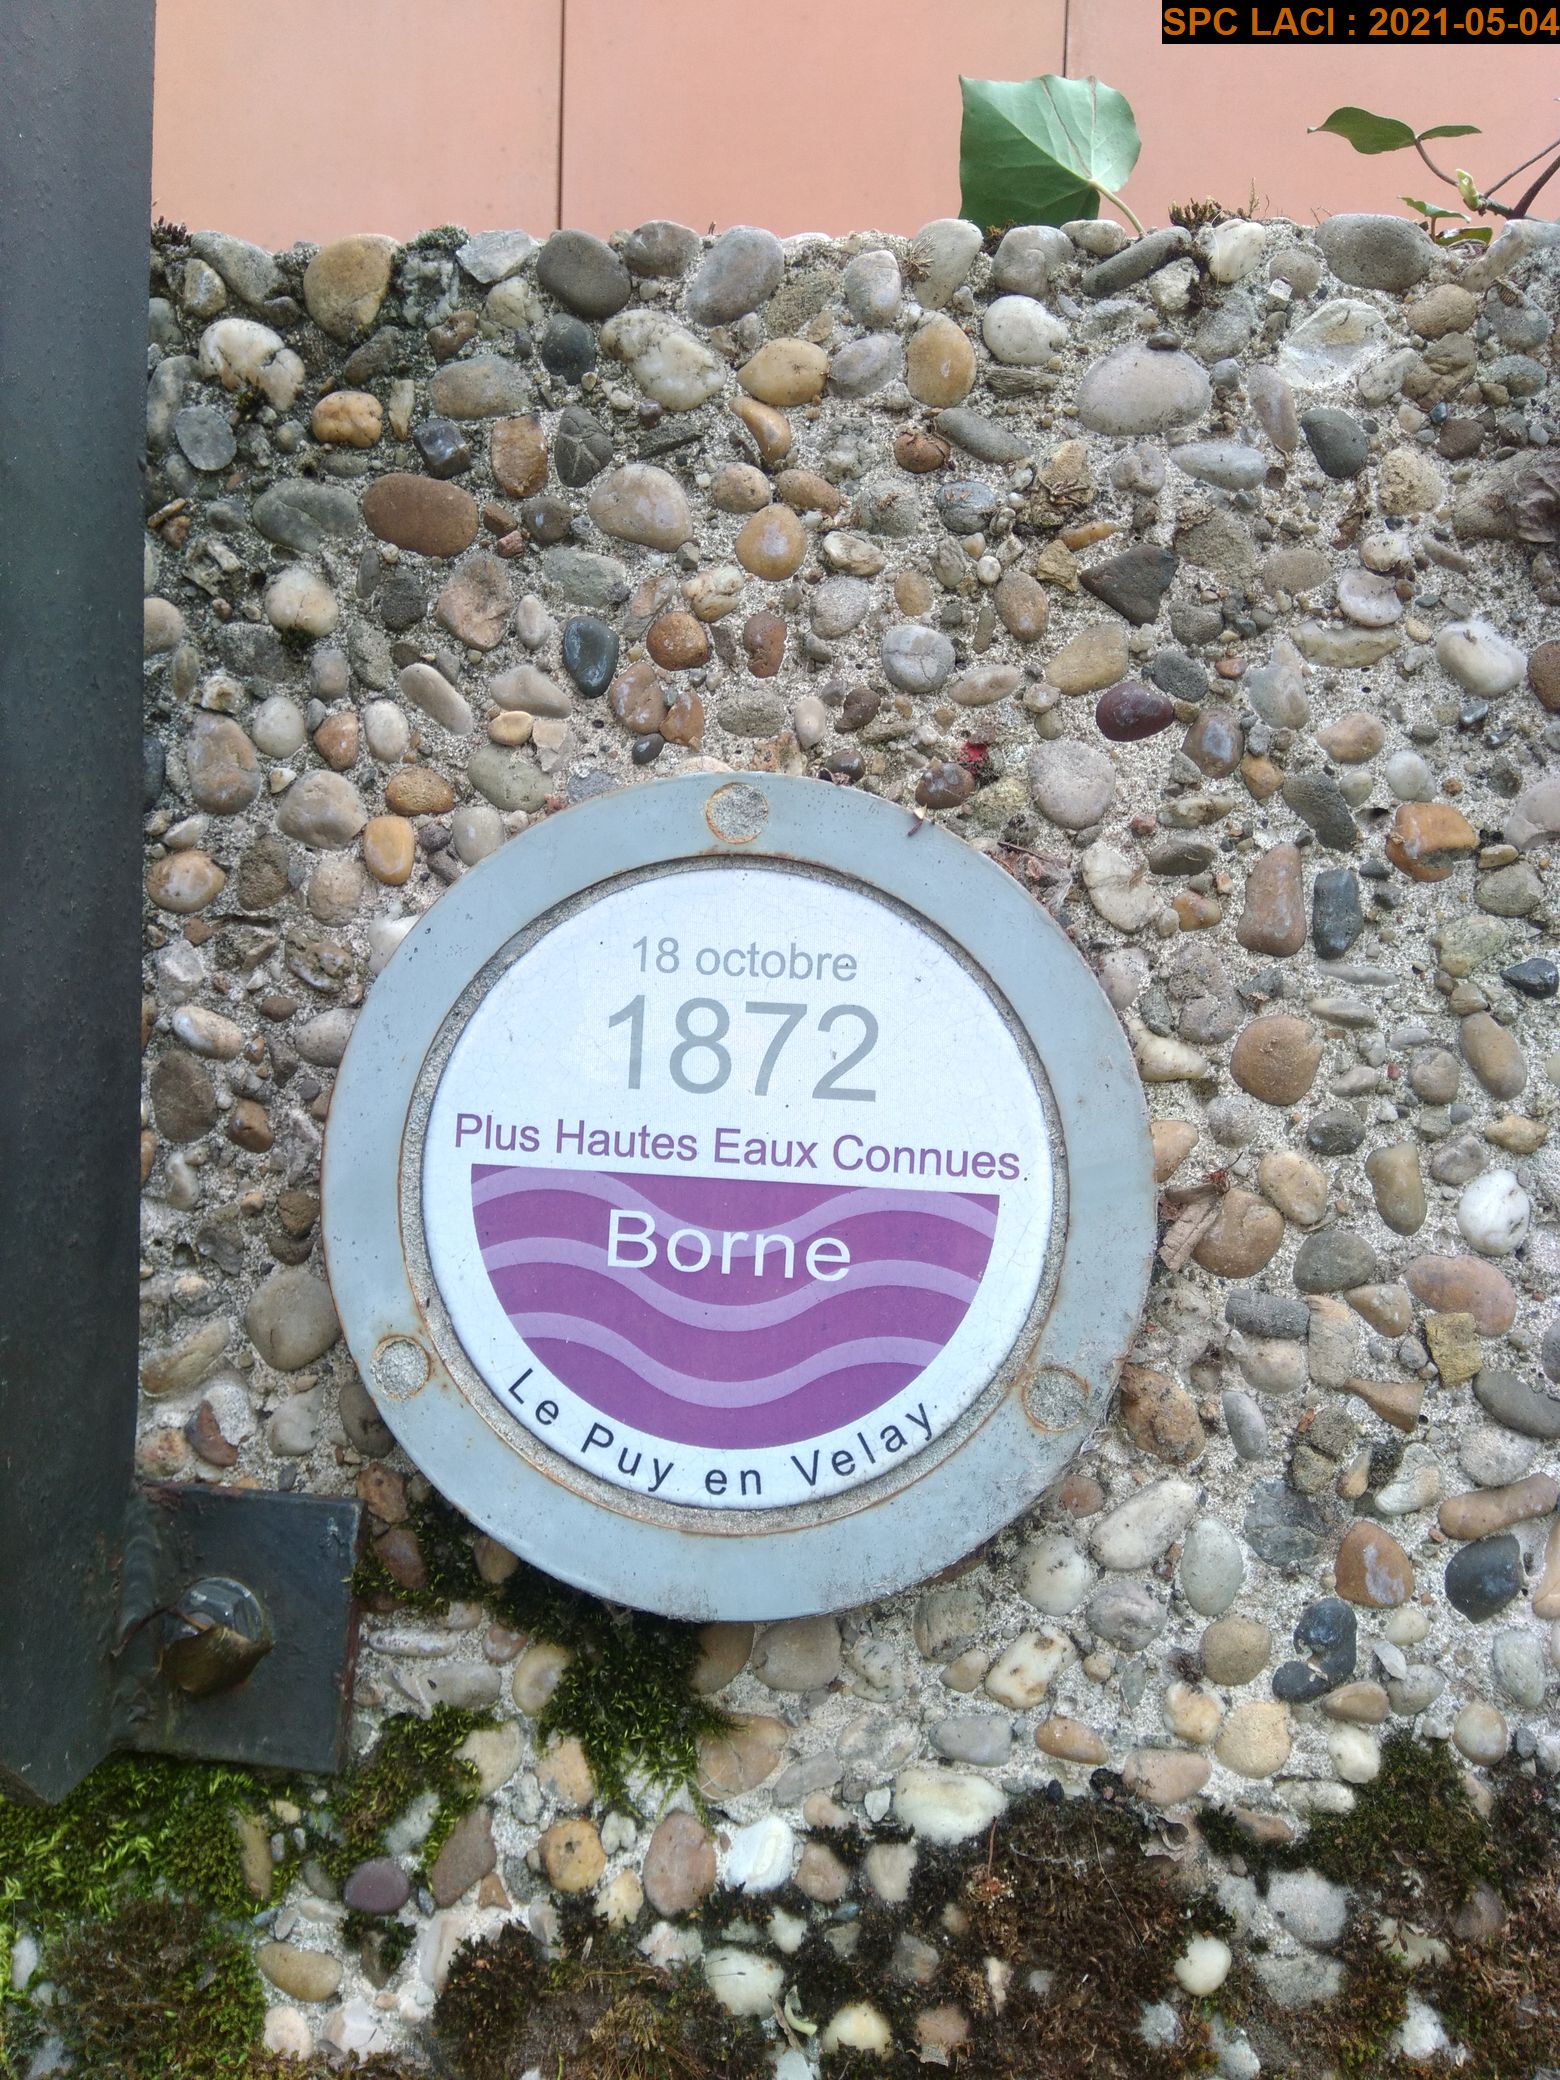 SPC LACI : 2021-05-04
18 octobre
1872
Plus Hautes Eaux Connues
Borne
Le Puy en Velay